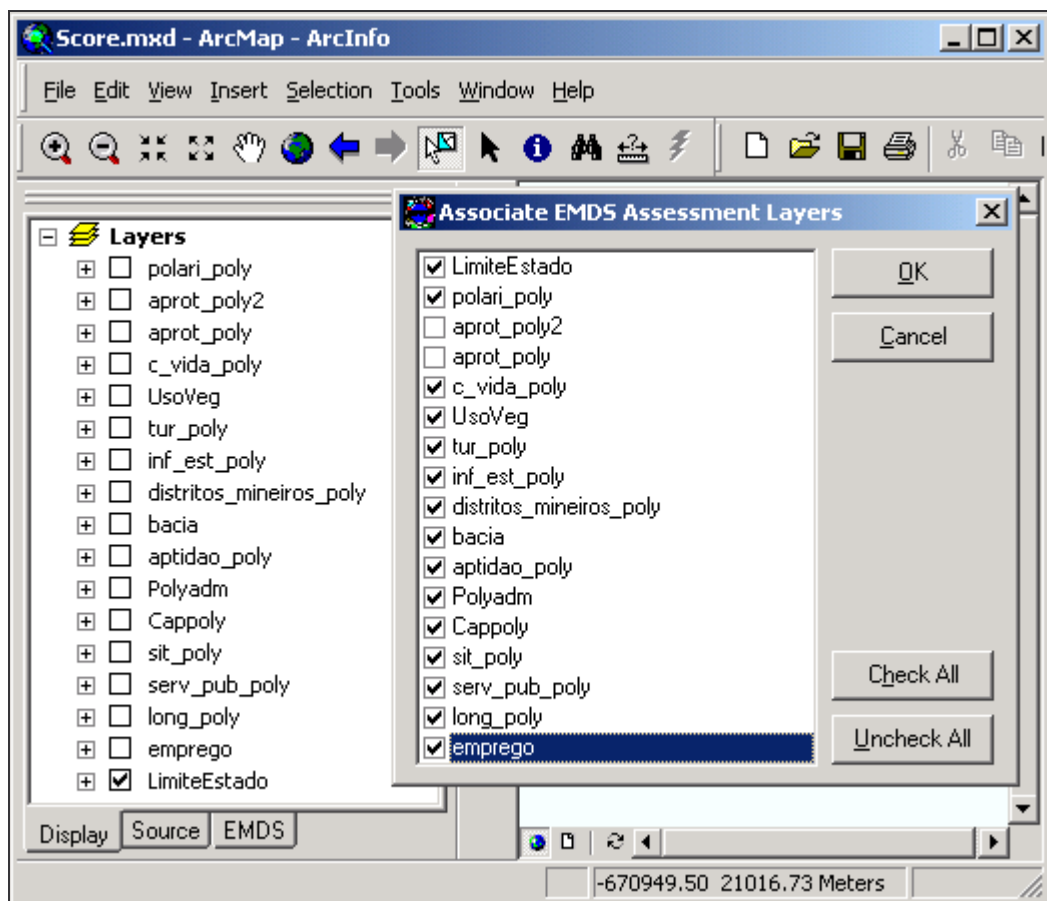 Score.mxd - ArcMap - ArcInfo
File Edit View Insert Selection Tools Window Help
Layers
polari_poly
aprot_poly2
aprot_poly
c_vida_poly
UsoVeg
tur_poly
inf_est_poly
distritos_mineiros_poly
bacia
aptidao_poly
Polyadm
Cappoly
sit_poly
serv_pub_poly
long_poly
emprego
LimiteEstado
Display Source EMDS
Associate EMDS Assessment Layers
LimiteEstado
polari_poly
aprot_poly2
aprot_poly
c_vida_poly
UsoVeg
tur_poly
inf_est_poly
distritos_mineiros_poly
bacia
aptidao_poly
Polyadm
Cappoly
sit_poly
serv_pub_poly
long_poly
emprego
OK
Cancel
Check All
Uncheck All
-670949.50 21016.73 Meters